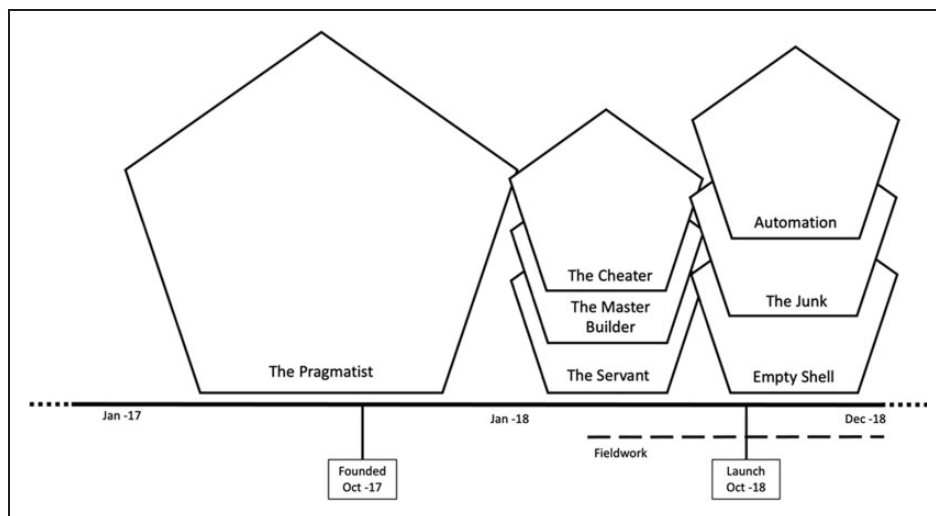 Automation
The Cheater
The Junk
The Master
Builder
The Pragmatist
The Servant
Empty Shell
Jan -17
Jan -18
Dec -18
Fieldwork
Founded
Oct -17
Launch
Oct -18